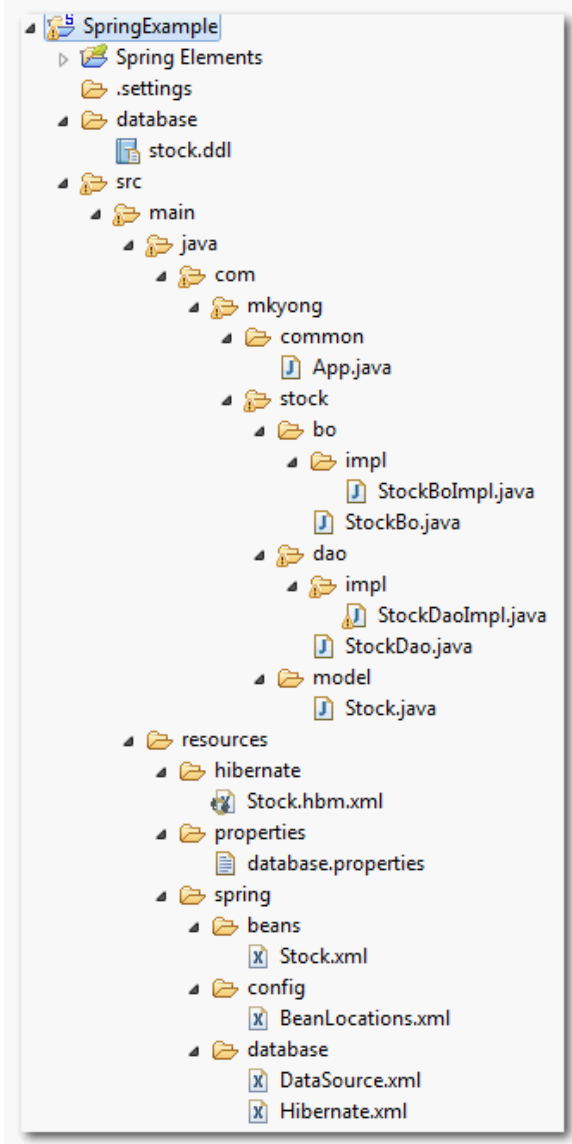 SpringExample
Spring Elements
.settings
database
stock.ddl
src
main
java
com
mkyong
common
App.java
stock
bo
impl
StockBoImpl.java
StockBo.java
dao
impl
StockDaoImpl.java
StockDao.java
model
Stock.java
resources
hibernate
Stock.hbm.xml
properties
database.properties
spring
beans
Stock.xml
config
BeanLocations.xml
database
DataSource.xml
Hibernate.xml